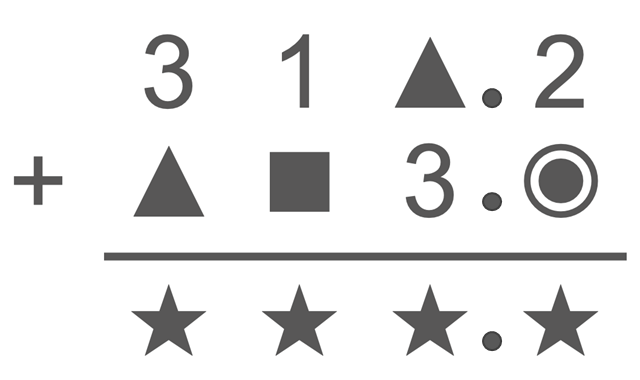 3 1 ▲.2
+ ▲ ■ 3.◉
★ ★ ★.★